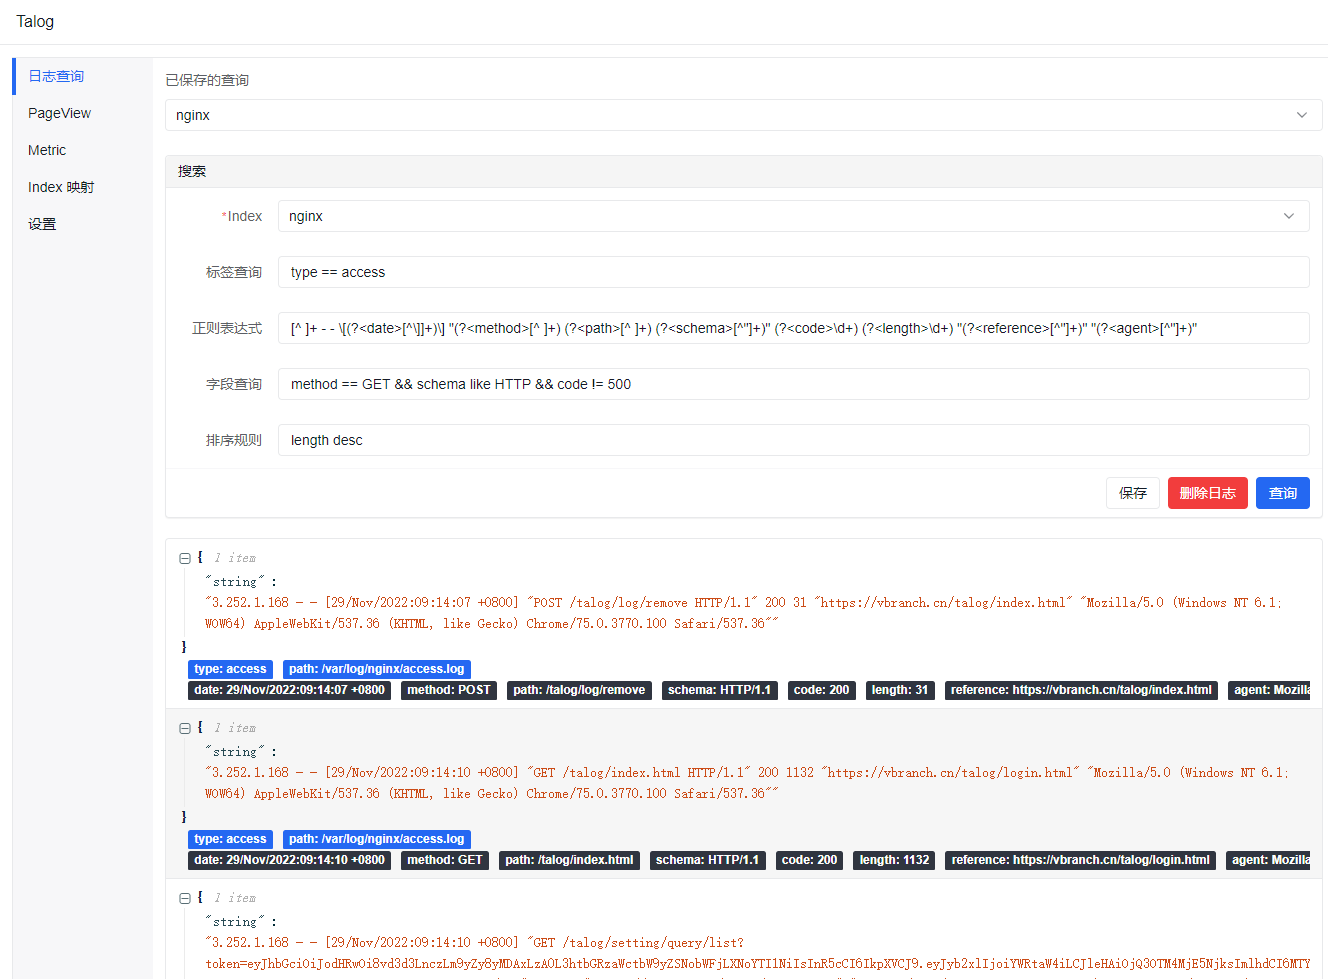 Talog
日志查询
PageView
Metric
Index 映射
设置
已保存的查询
nginx
搜索
*Index
nginx
标签查询
type == access
正则表达式
[^ ]+ - - \[(?<date>[^\]]+)\] "(?<method>[^ ]+) (?<path>[^ ]+) (?<schema>[^"]+)" (?<code>\d+) (?<length>\d+) "(?<reference>[^"]+)" "(?<agent>[^"]+)"
字段查询
method == GET && schema like HTTP && code != 500
排序规则
length desc
保存 删除日志 查询
{ 1 item
"string" :
"3.252.1.168 - - [29/Nov/2022:09:14:07 +0800] "POST /talog/log/remove HTTP/1.1" 200 31 "https://vbranch.cn/talog/index.html" "Mozilla/5.0 (Windows NT 6.1;
WOW64) AppleWebKit/537.36 (KHTML, like Gecko) Chrome/75.0.3770.100 Safari/537.36""
}
type: access path: /var/log/nginx/access.log
date: 29/Nov/2022:09:14:07 +0800 method: POST path: /talog/log/remove schema: HTTP/1.1 code: 200 length: 31 reference: https://vbranch.cn/talog/index.html agent: Mozilla
{ 1 item
"string" :
"3.252.1.168 - - [29/Nov/2022:09:14:10 +0800] "GET /talog/index.html HTTP/1.1" 200 1132 "https://vbranch.cn/talog/login.html" "Mozilla/5.0 (Windows NT 6.1;
WOW64) AppleWebKit/537.36 (KHTML, like Gecko) Chrome/75.0.3770.100 Safari/537.36""
}
type: access path: /var/log/nginx/access.log
date: 29/Nov/2022:09:14:10 +0800 method: GET path: /talog/index.html schema: HTTP/1.1 code: 200 length: 1132 reference: https://vbranch.cn/talog/login.html agent: Mozilla
{ 1 item
"string" :
"3.252.1.168 - - [29/Nov/2022:09:14:10 +0800] "GET /talog/setting/query/list?